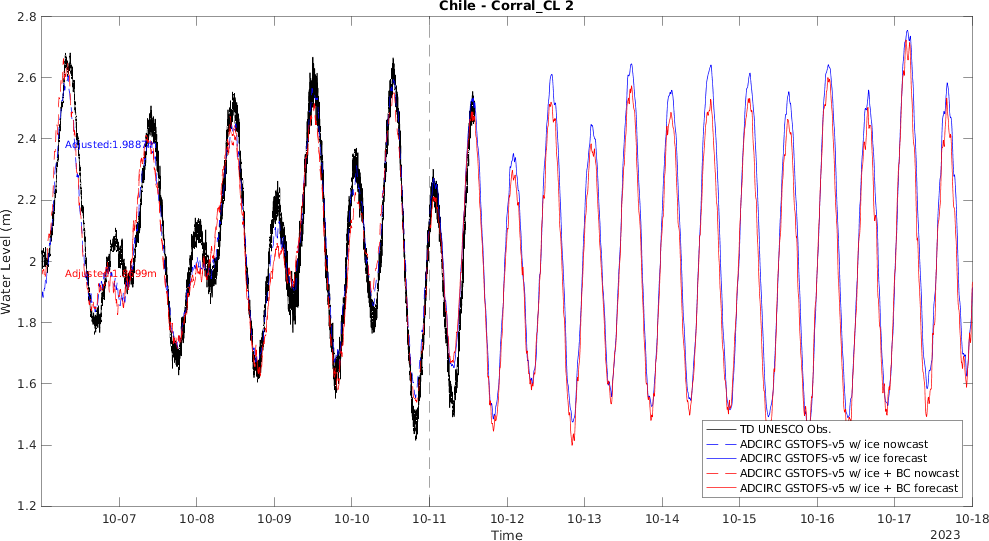 Chile - Corral_CL 2
Water Level (m)
2.8
2.6
2.4
2.2
2
1.8
1.6
1.4
1.2
10-07
10-08
10-09
10-10
10-11
10-12
10-13
10-14
10-15
10-16
10-17
10-18
2023
Time
TD UNESCO Obs.
ADCIRC GSTOFS-v5 w/ ice nowcast
ADCIRC GSTOFS-v5 w/ ice forecast
ADCIRC GSTOFS-v5 w/ ice + BC nowcast
ADCIRC GSTOFS-v5 w/ ice + BC forecast